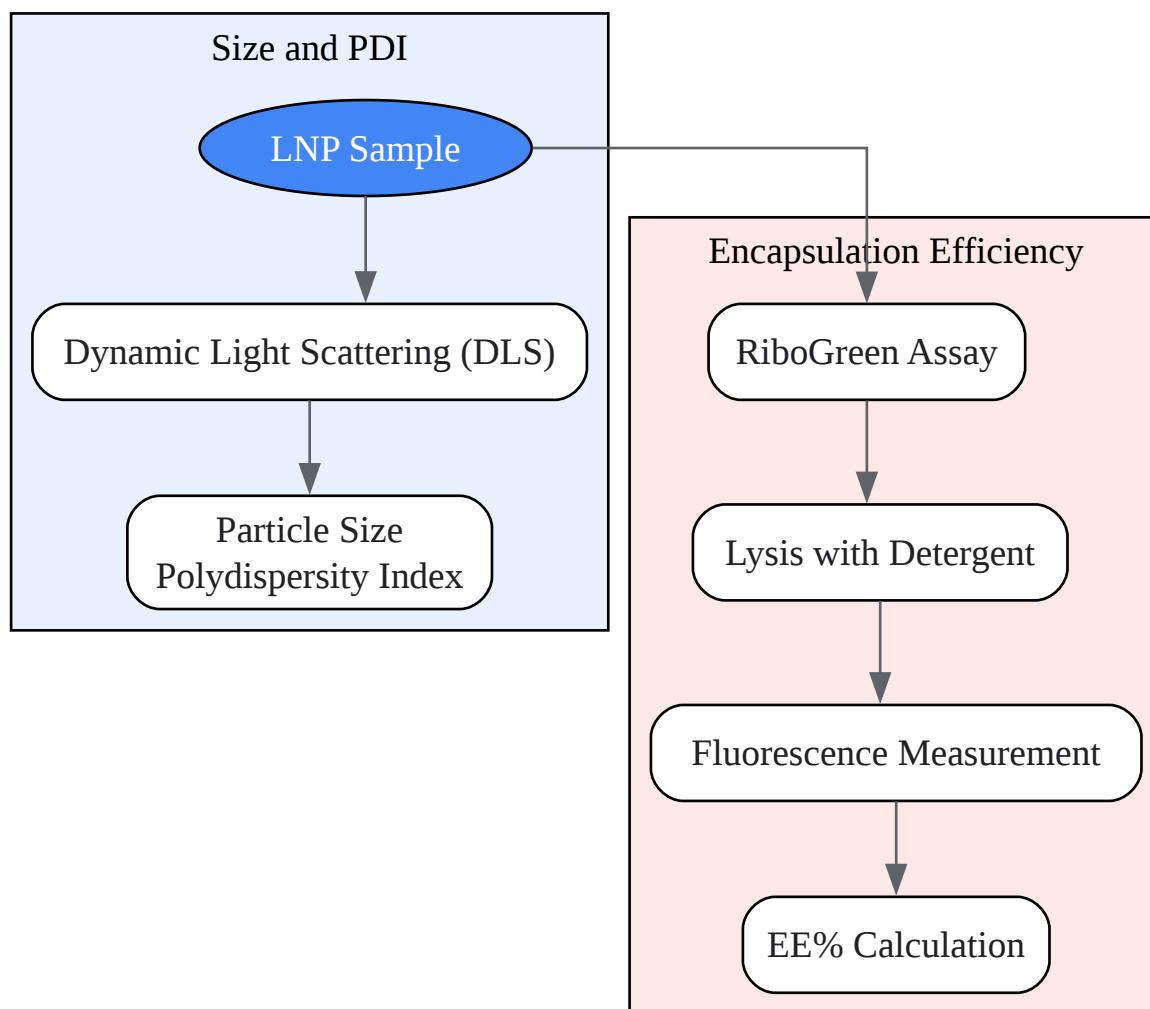 Size and PDI
LNP Sample
Dynamic Light Scattering (DLS)
Particle Size
Polydispersity Index
Encapsulation Efficiency
RiboGreen Assay
Lysis with Detergent
Fluorescence Measurement
EE% Calculation